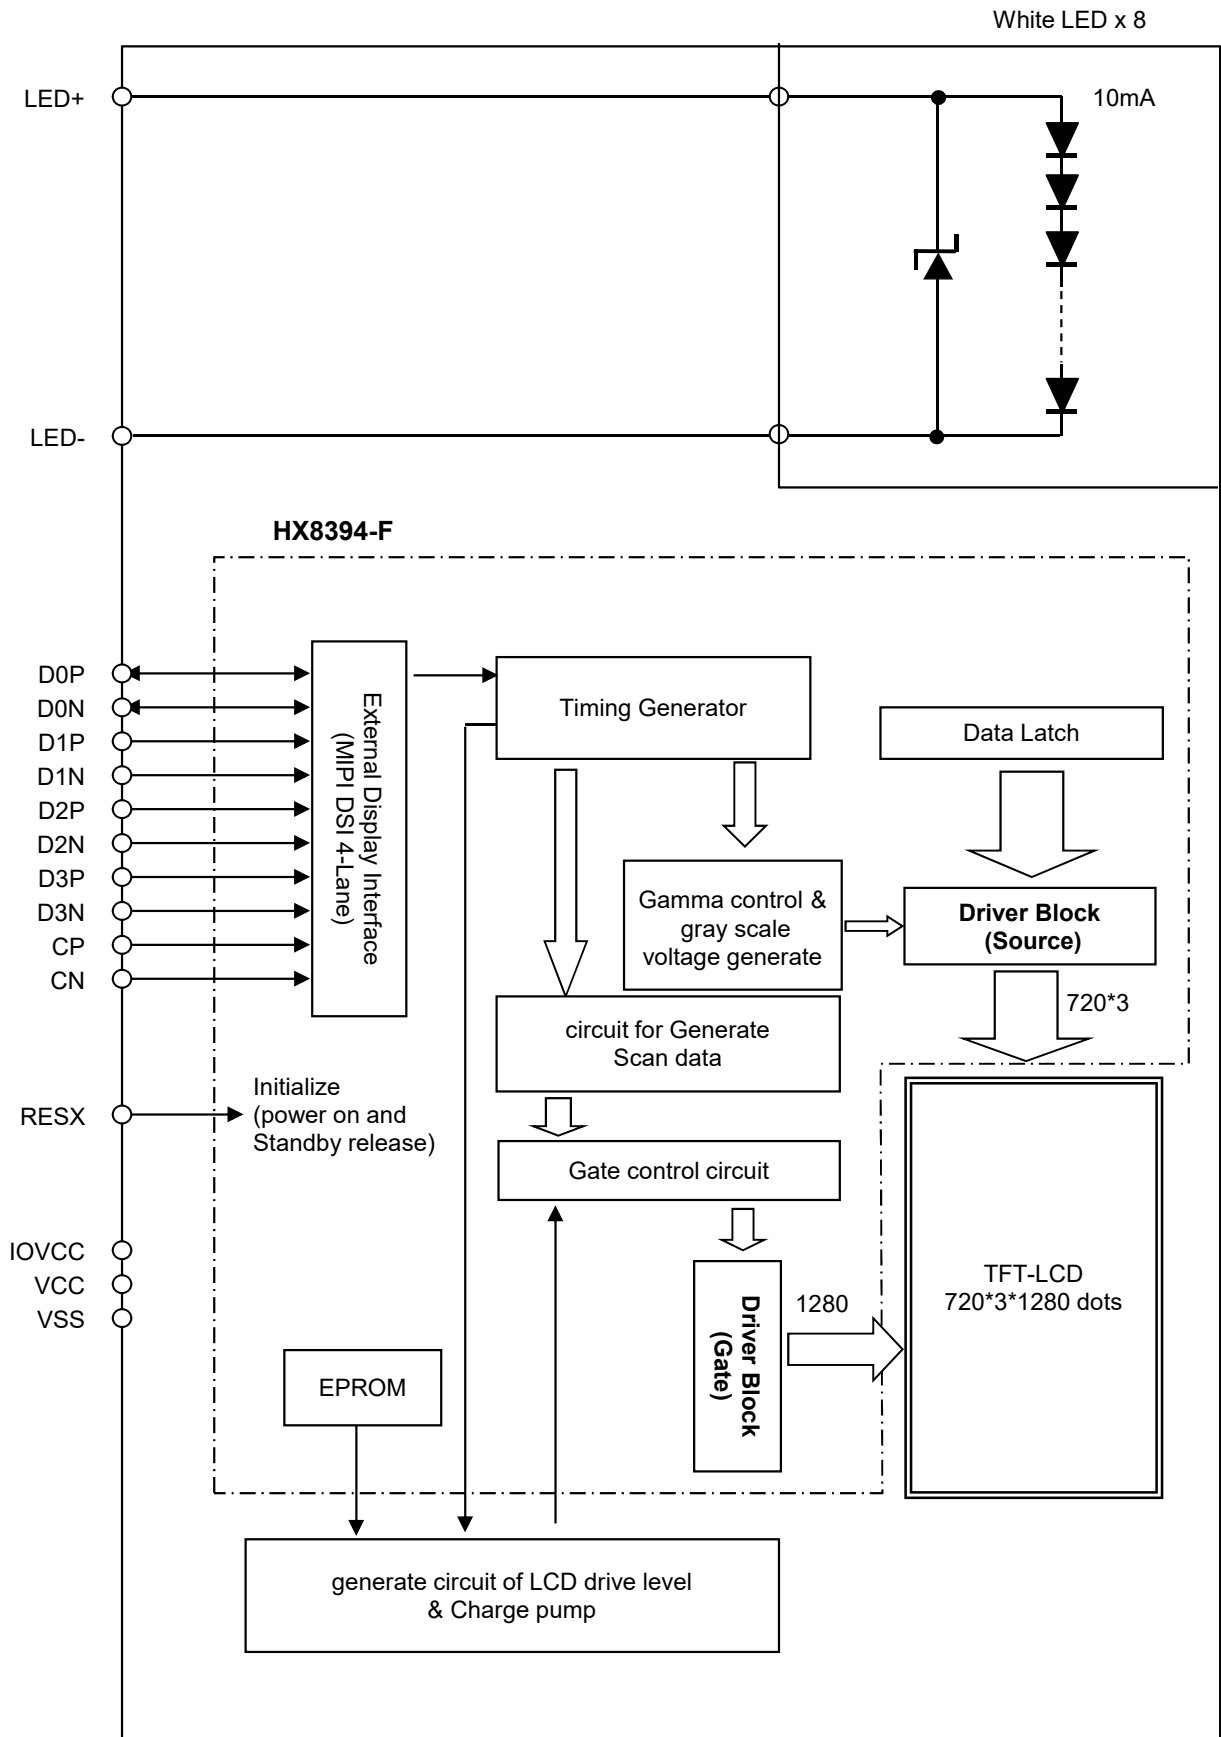 White LED x 8
LED+
10mA
LED-
HX8394-F
D0P
D0N
D1P
D1N
D2P
D2N
D3P
D3N
CP
CN
External Display Interface
(MIPI DSI 4-Lane)
Timing Generator
Data Latch
Gamma control &
gray scale
voltage generate
Driver Block
(Source)
720*3
circuit for Generate
Scan data
RESX
Initialize
(power on and
Standby release)
Gate control circuit
IOVCC
VCC
VSS
Driver Block
(Gate)
1280
TFT-LCD
720*3*1280 dots
EPROM
generate circuit of LCD drive level
& Charge pump